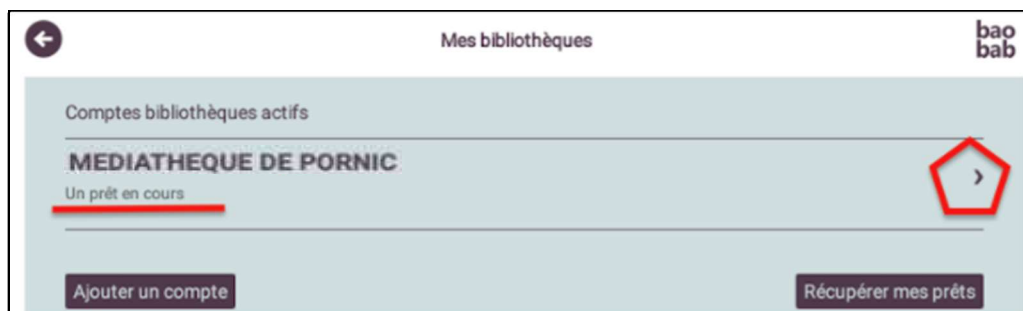 Mes bibliothèques
bao
bab
Comptes bibliothèques actifs
MEDIATHEQUE DE PORNIC
Un prêt en cours
Ajouter un compte
Récupérer mes prêts